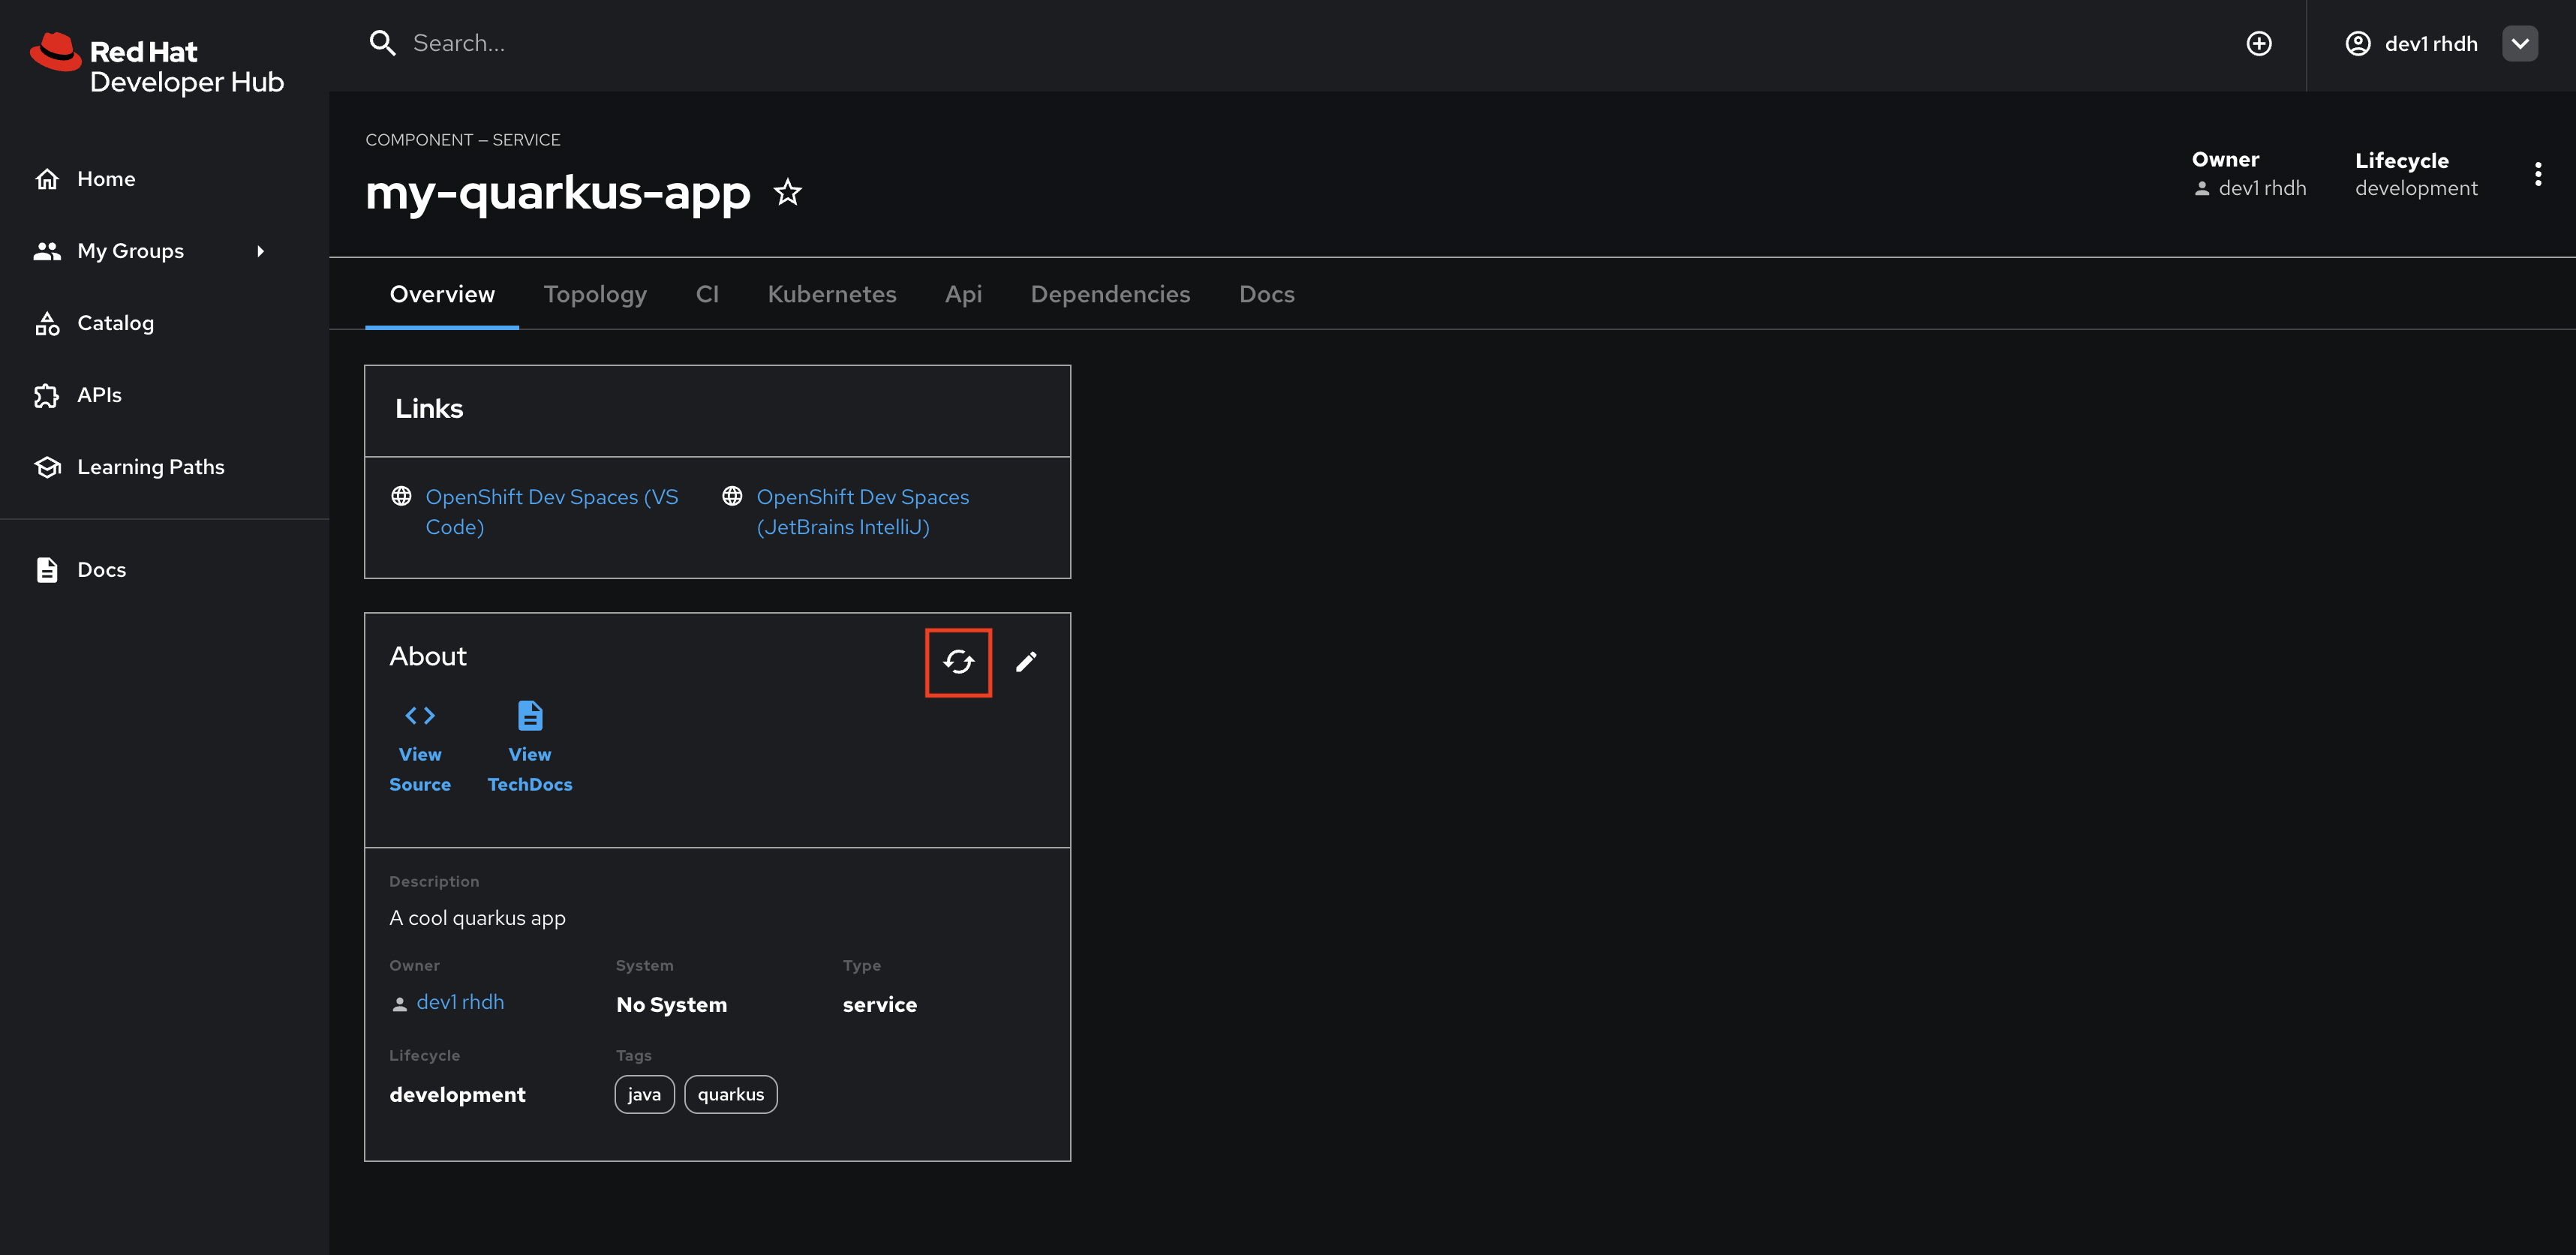 Red Hat
Developer Hub
Search...
dev1 rhdh
Home
My Groups
Catalog
APIs
Learning Paths
Docs
COMPONENT — SERVICE
my-quarkus-app
Owner
dev1 rhdh
Lifecycle
development
Overview
Topology
CI
Kubernetes
Api
Dependencies
Docs
Links
OpenShift Dev Spaces (VS
Code)
OpenShift Dev Spaces
(JetBrains IntelliJ)
About
View
Source
View
TechDocs
Description
A cool quarkus app
Owner
System
Type
dev1 rhdh
No System
service
Lifecycle
Tags
development
java
quarkus